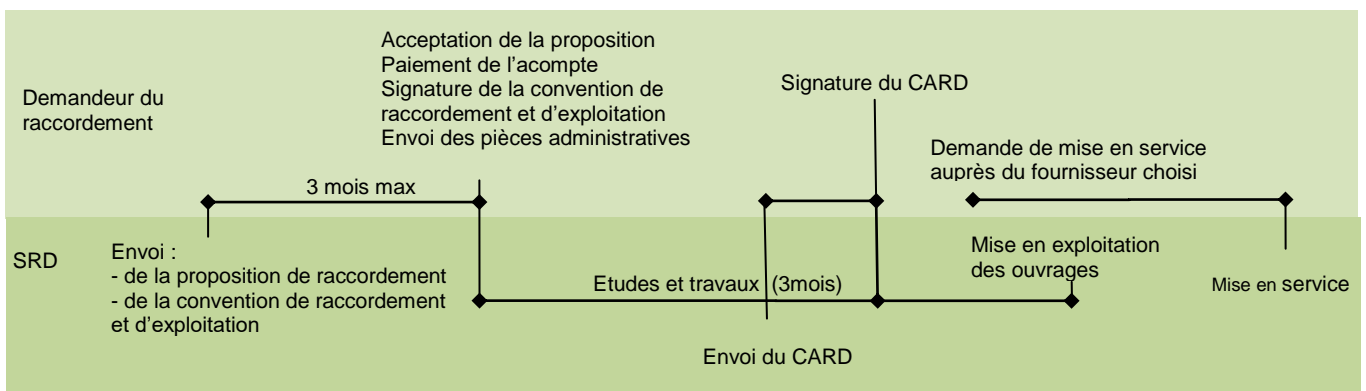 Acceptation de la proposition
Paiement de l'acompte
Signature de la convention de
raccordement et d'exploitation
Envoi des pièces administratives
Signature du CARD
Demandeur du
raccordement
Demande de mise en service
auprès du fournisseur choisi
3 mois max
SRD
Envoi :
- de la proposition de raccordement
- de la convention de raccordement
et d'exploitation
Etudes et travaux (3mois)
Mise en exploitation
des ouvrages
Mise en service
Envoi du CARD